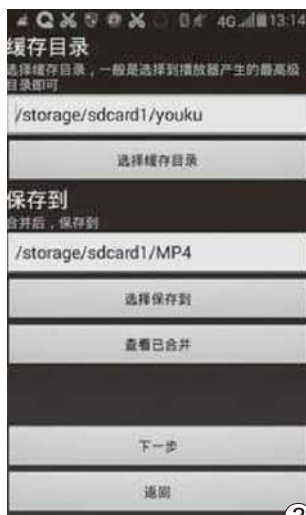 4G 13:14
缓存目录
选择缓存目录，一般是选择到播放器产生的最高极
目录即可
/storage/sdcard1/youku
选择缓存目录
保存到
合并后，保存到
/storage/sdcard1/MP4
选择保存到
查看已合并
下一步
返回